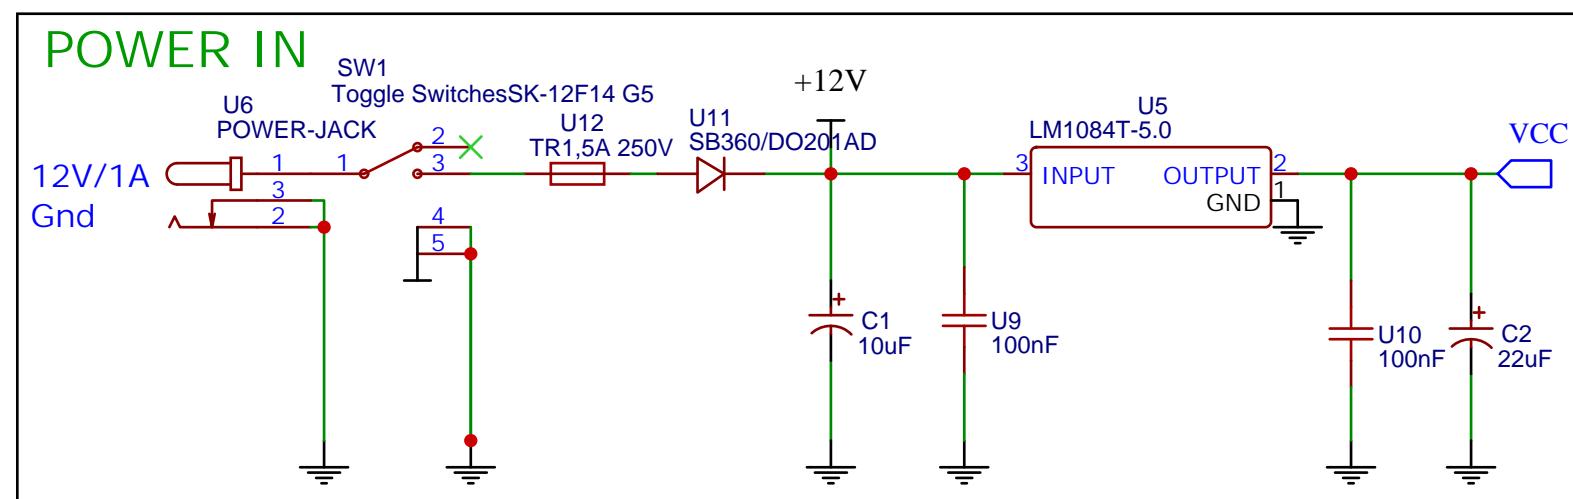 POWER IN
SW1
Toggle SwitchesSK-12F14 G5
U6
POWER-JACK
12V/1A
Gnd
1
3
2
1
2
3
4
5
U12
TR1,5A 250V
U11
SB360/DO201AD
+12V
+
C1
10uF
U9
100nF
U5
LM1084T-5.0
3
INPUT
OUTPUT
2
GND
1
VCC
U10
100nF
+
C2
22uF